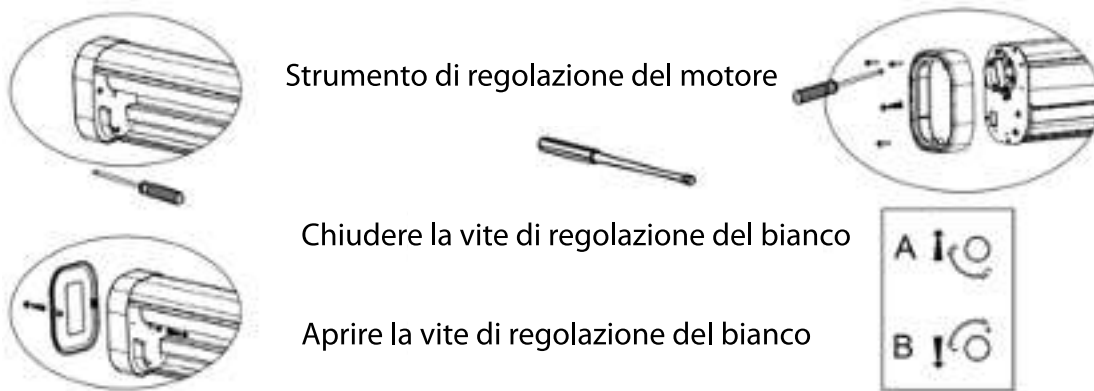 Strumento di regolazione del motore
Chiudere la vite di regolazione del bianco
A
Aprire la vite di regolazione del bianco
B